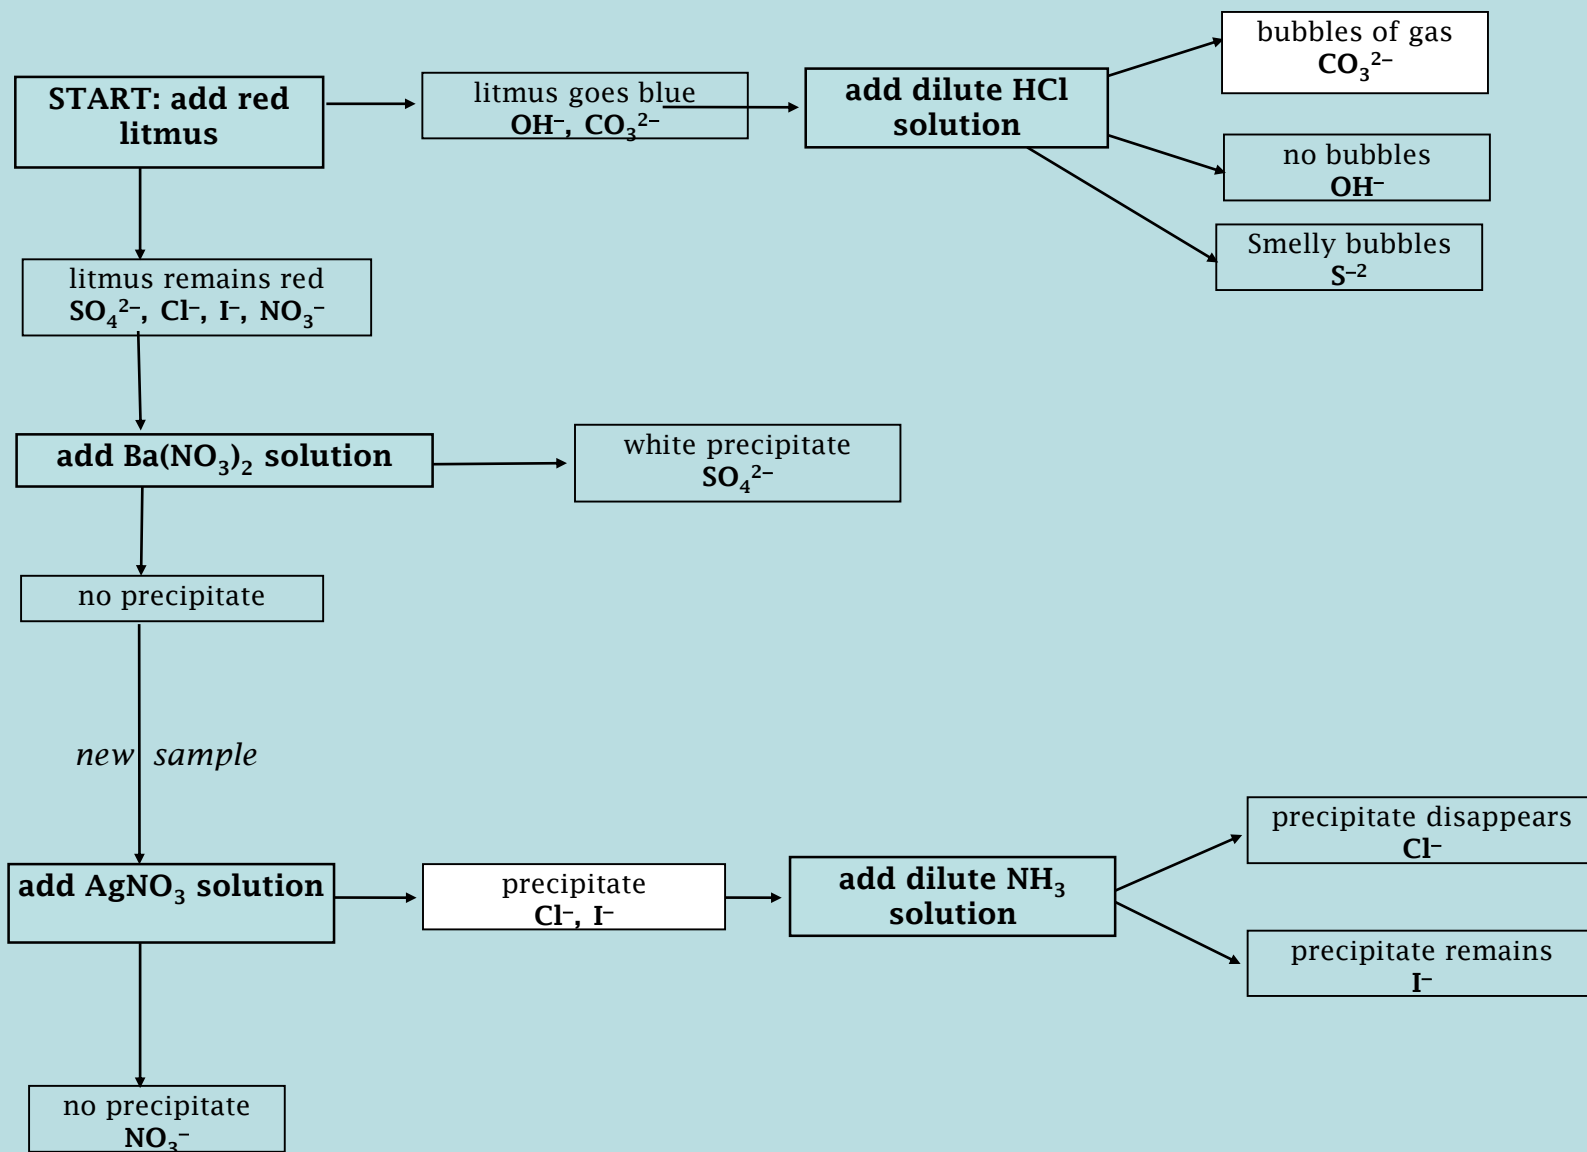 START: add red
litmus
litmus goes blue
OH⁻, CO₃²⁻
add dilute HCl
solution
bubbles of gas
CO₃²⁻
no bubbles
OH⁻
Smelly bubbles
S⁻²
litmus remains red
SO₄²⁻, Cl⁻, I⁻, NO₃⁻
add Ba(NO₃)₂ solution
white precipitate
SO₄²⁻
no precipitate
new sample
add AgNO₃ solution
precipitate
Cl⁻, I⁻
add dilute NH₃
solution
precipitate disappears
Cl⁻
precipitate remains
I⁻
no precipitate
NO₃⁻